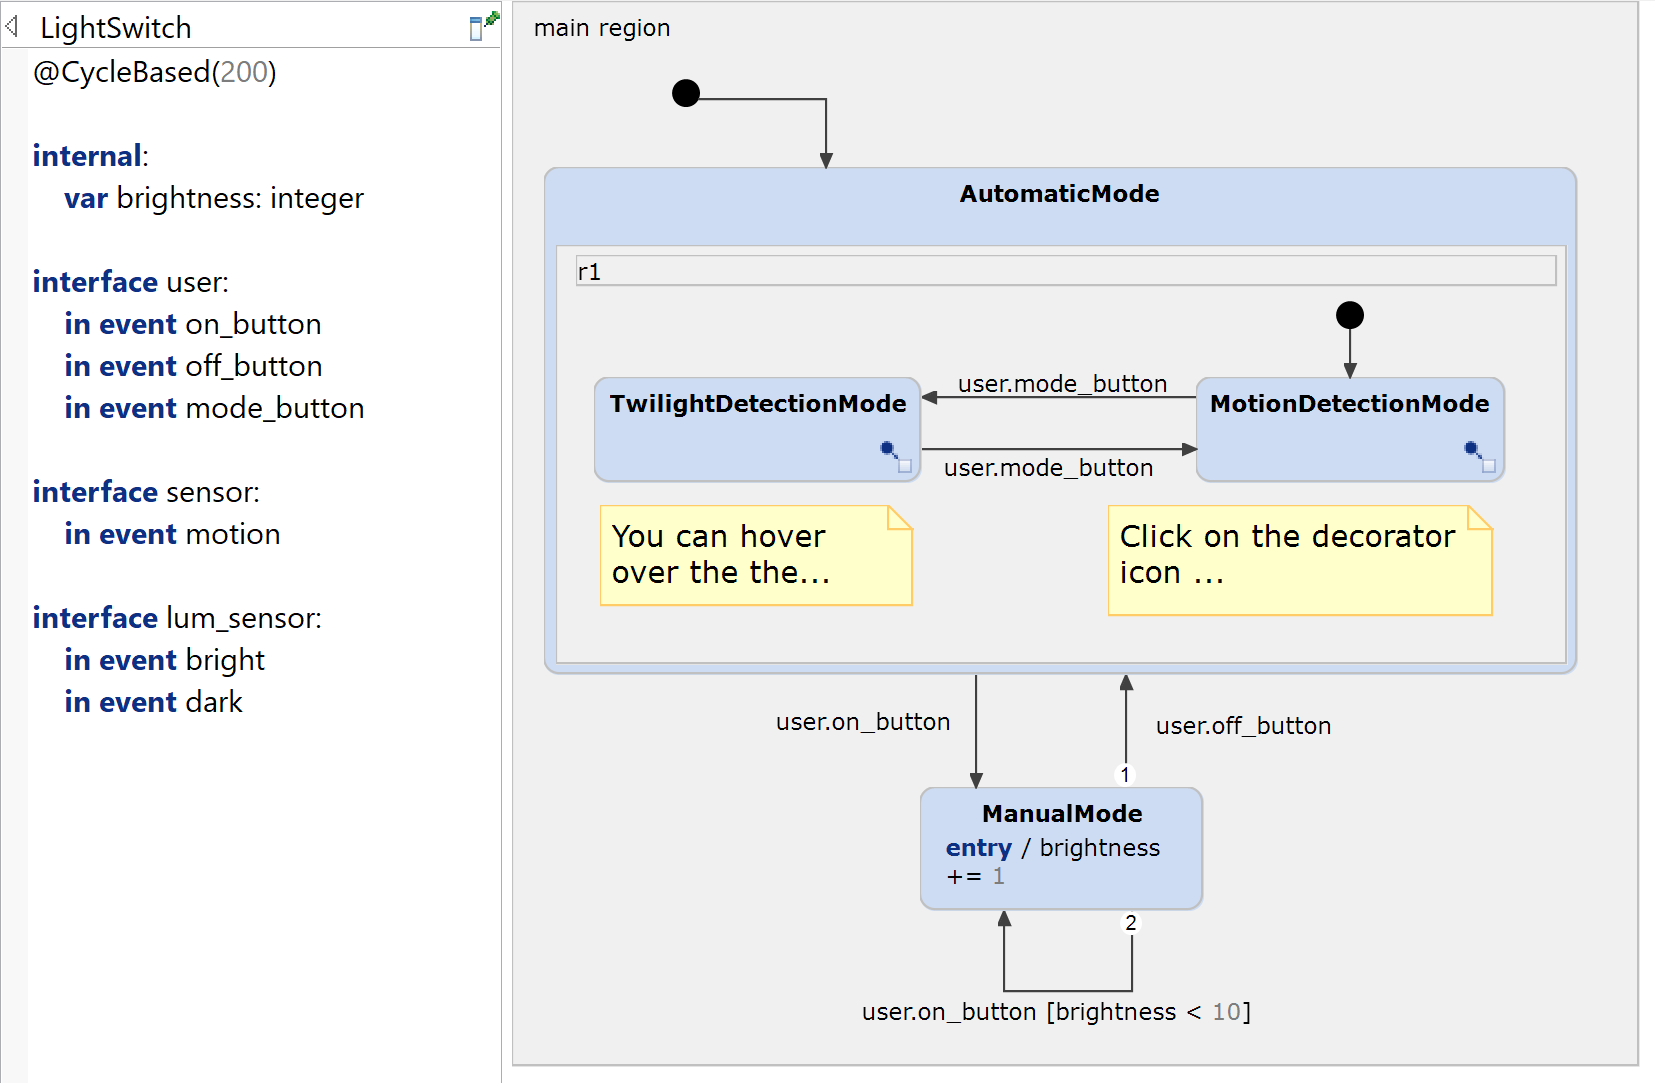 LightSwitch
@CycleBased(200)
internal:
var brightness: integer
interface user:
in event on_button
in event off_button
in event mode_button
interface sensor:
in event motion
interface lum_sensor:
in event bright
in event dark
main region
AutomaticMode
r1
user.mode_button
TwilightDetectionMode
MotionDetectionMode
user.mode_button
You can hover
over the the...
Click on the decorator
icon ...
user.on_button
user.off_button
1
ManualMode
entry / brightness
+= 1
2
user.on_button [brightness < 10]